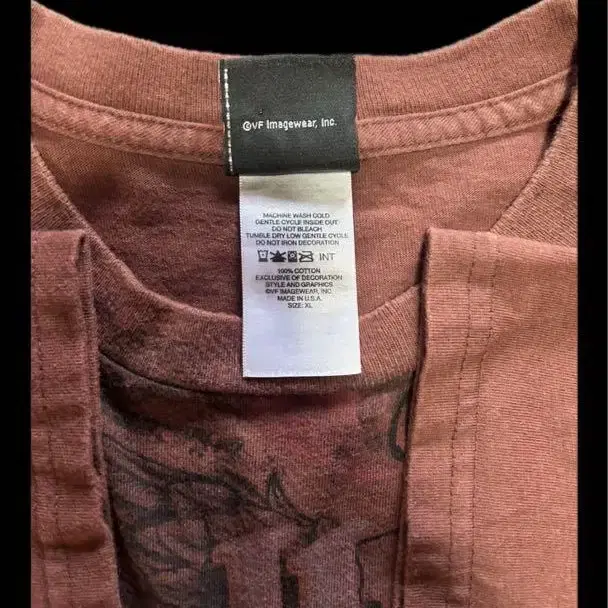 ©VF Imagewear, Inc.
MACHINE WASH COLD
GENTLE CYCLE INSIDE OUT
DO NOT BLEACH
TUMBLE DRY LOW GENTLE CYCLE
DO NOT IRON DECORATION
INT
100% COTTON
EXCLUSIVE OF DECORATION
STYLE AND GRAPHICS
©VF IMAGEWEAR, INC.
MADE IN U.S.A.
SIZE: XL